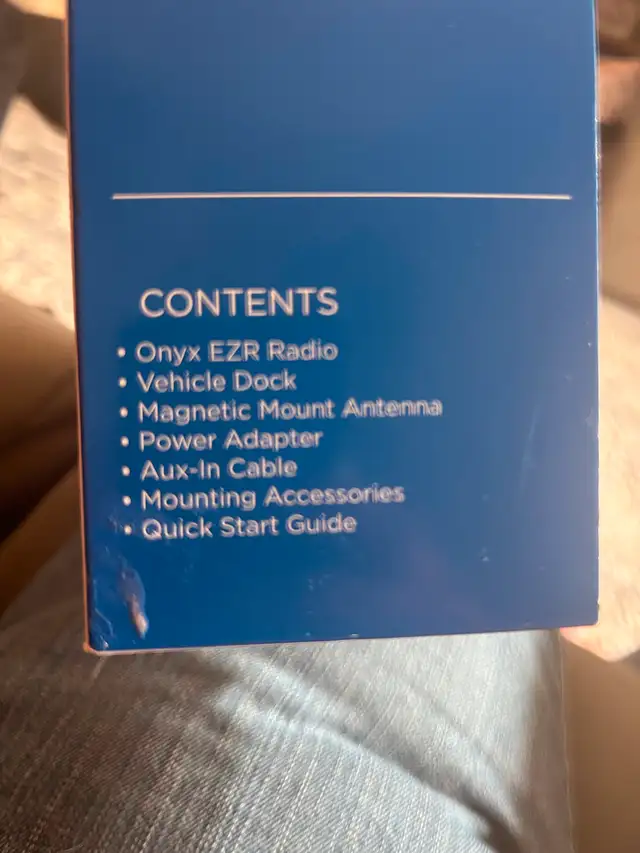 CONTENTS
• Onyx EZR Radio
• Vehicle Dock
• Magnetic Mount Antenna
• Power Adapter
• Aux-In Cable
• Mounting Accessories
• Quick Start Guide